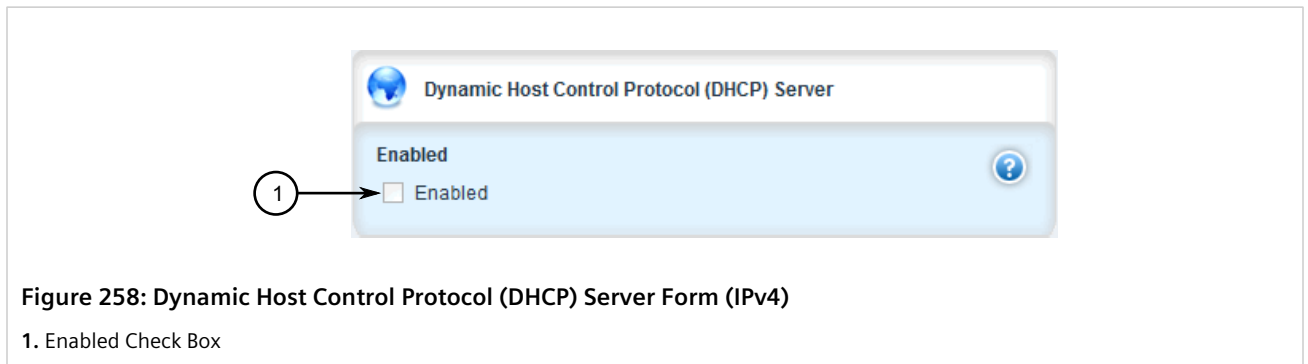 Dynamic Host Control Protocol (DHCP) Server
Enabled
?
1
Enabled
Figure 258: Dynamic Host Control Protocol (DHCP) Server Form (IPv4)
1. Enabled Check Box